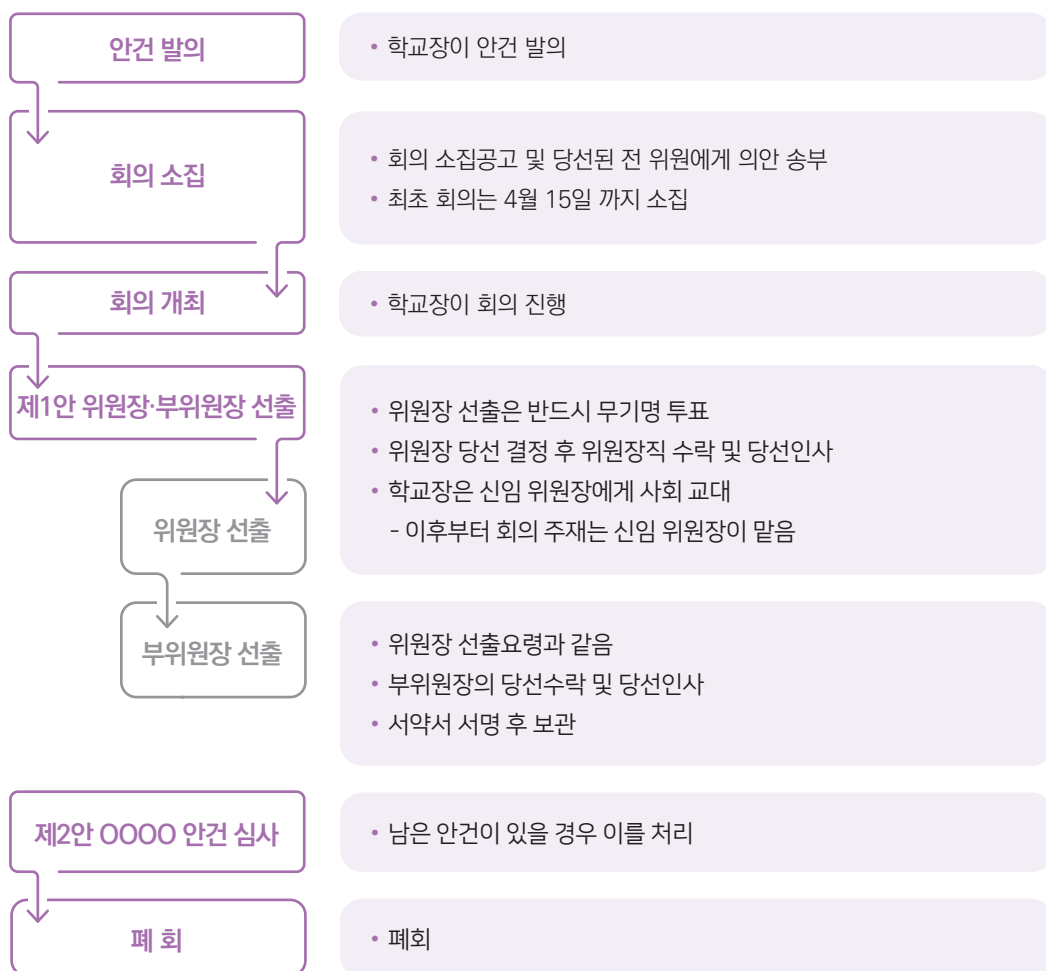 안건 발의
• 학교장이 안건 발의
회의 소집
• 회의 소집공고 및 당선된 전 위원에게 의안 송부
• 최초 회의는 4월 15일 까지 소집
회의 개최
• 학교장이 회의 진행
제1안 위원장·부위원장 선출
• 위원장 선출은 반드시 무기명 투표
• 위원장 당선 결정 후 위원장직 수락 및 당선인사
• 학교장은 신임 위원장에게 사회 교대
- 이후부터 회의 주재는 신임 위원장이 맡음
위원장 선출
부위원장 선출
• 위원장 선출요령과 같음
• 부위원장의 당선수락 및 당선인사
• 서약서 서명 후 보관
제2안 OOOO 안건 심사
• 남은 안건이 있을 경우 이를 처리
폐 회
• 폐회